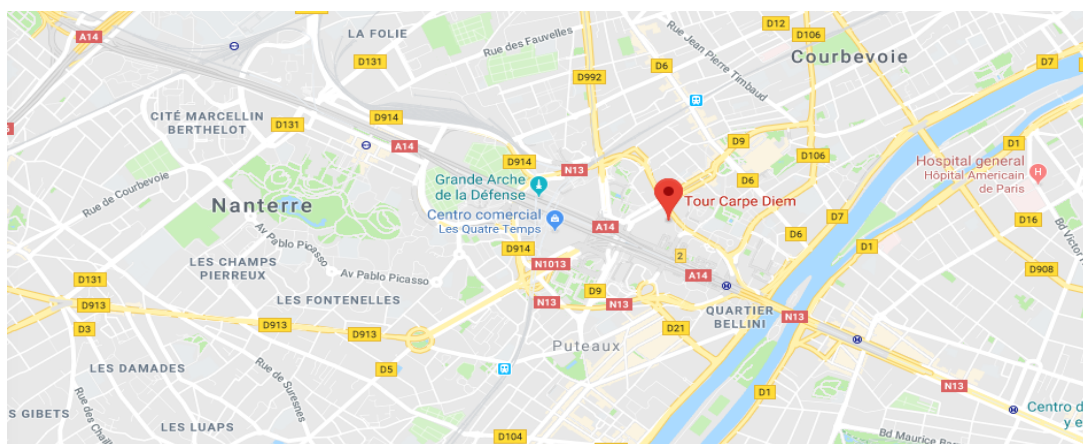 A14
LA FOLIE
Rue des Fauvelles
D131
D992
D6
Rue Jean Pierre Timbaud
D12
D106
Courbevoie
D7
CITÉ MARCELLIN
BERTHELOT
D131
D914
A14
D914
N13
D9
D106
D1
Hospital general
Hôpital Americain
de Paris
H
Rue de Courbevoie
Nanterre
Grande Arche
de la Défense
Centro comercial
Les Quatre Temps
A14
Tour Carpe Diem
D6
D7
D6
D1
D16
Av Pablo Picasso
LES CHAMPS
PIERREUX
Av Pablo Picasso
D914
N1013
2
A14
D908
D131
D913
D3
LES FONTENELLES
D913
D913
N13
D9
N13
D21
QUARTIER
BELLINI
N13
Puteaux
LES DAMADES
Rue de Suresnes
D5
D1
S GIBETS
LES LUAPS
D104
Centro d
y e